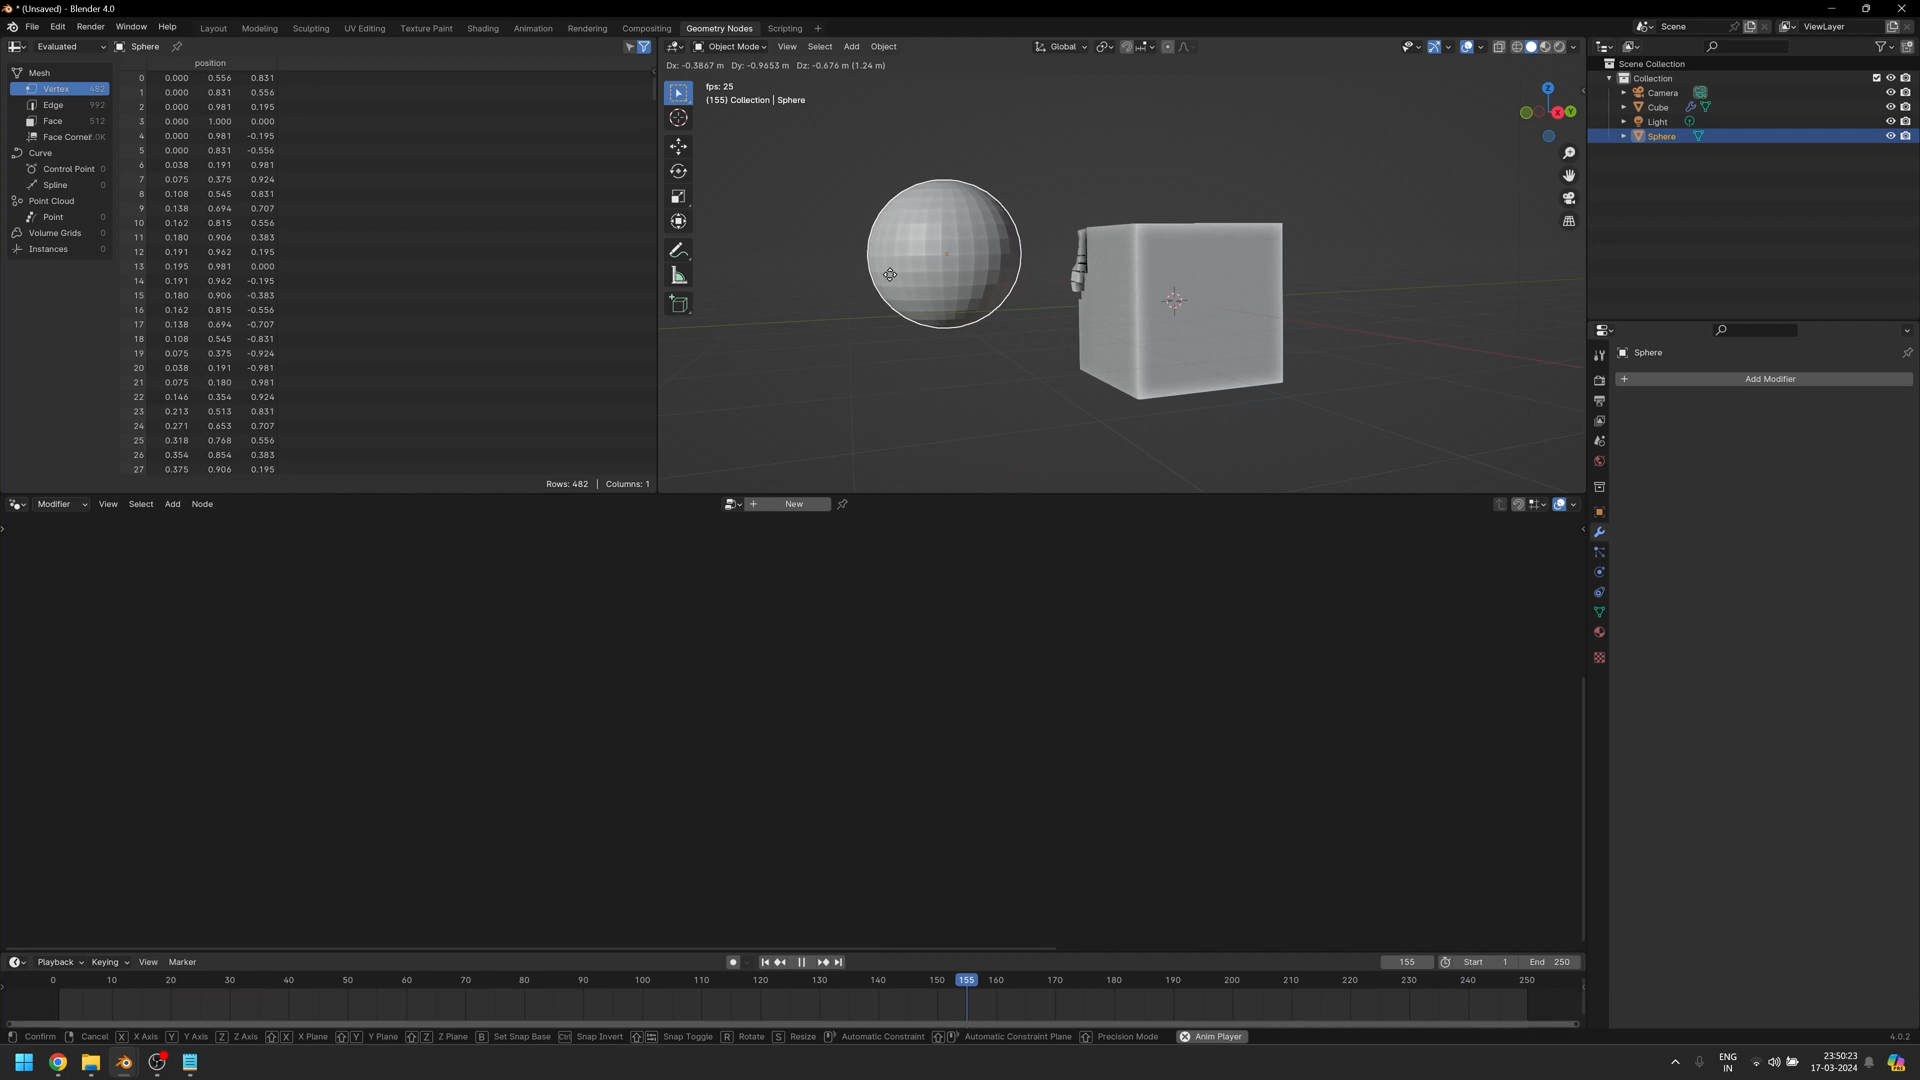 * (Unsaved) - Blender 4.0
File Edit Render Window Help
Layout Modeling Sculpting UV Editing Texture Paint Shading Animation Rendering Compositing Geometry Nodes Scripting +
Scene ViewLayer
Evaluated Sphere
Object Mode View Select Add Object Global
position
Dx: -0.3867 m Dy: -0.9653 m Dz: -0.676 m (1.24 m)
fps: 25
(155) Collection | Sphere
Mesh
Vertex 482
Edge 992
Face 512
Face Corner 2.0K
Curve
Control Point 0
Spline 0
Point Cloud
Point 0
Volume Grids 0
Instances 0
0 0.000 0.556 0.831
1 0.000 0.831 0.556
2 0.000 0.981 0.195
3 0.000 1.000 0.000
4 0.000 0.981 -0.195
5 0.000 0.831 -0.556
6 0.038 0.191 0.981
7 0.075 0.375 0.924
8 0.108 0.545 0.831
9 0.138 0.694 0.707
10 0.162 0.815 0.556
11 0.180 0.906 0.383
12 0.191 0.962 0.195
13 0.195 0.981 0.000
14 0.191 0.962 -0.195
15 0.180 0.906 -0.383
16 0.162 0.815 -0.556
17 0.138 0.694 -0.707
18 0.108 0.545 -0.831
19 0.075 0.375 -0.924
20 0.038 0.191 -0.981
21 0.075 0.180 0.981
22 0.146 0.354 0.924
23 0.213 0.513 0.831
24 0.271 0.653 0.707
25 0.318 0.768 0.556
26 0.354 0.854 0.383
27 0.375 0.906 0.195
Rows: 482 | Columns: 1
Z
X
Y
Scene Collection
Collection
Camera
Cube
Light
Sphere
Sphere
+ Add Modifier
Modifier View Select Add Node
+ New
Playback Keying View Marker
155 Start 1 End 250
0 10 20 30 40 50 60 70 80 90 100 110 120 130 140 150 155 160 170 180 190 200 210 220 230 240 250
Confirm Cancel X X Axis Y Y Axis Z Z Axis X X Plane Y Y Plane Z Z Plane B Set Snap Base Ctrl Snap Invert Snap Toggle R Rotate S Resize Automatic Constraint Automatic Constraint Plane Precision Mode Anim Player
4.0.2
ENG
IN
23:50:23
17-03-2024
PRE